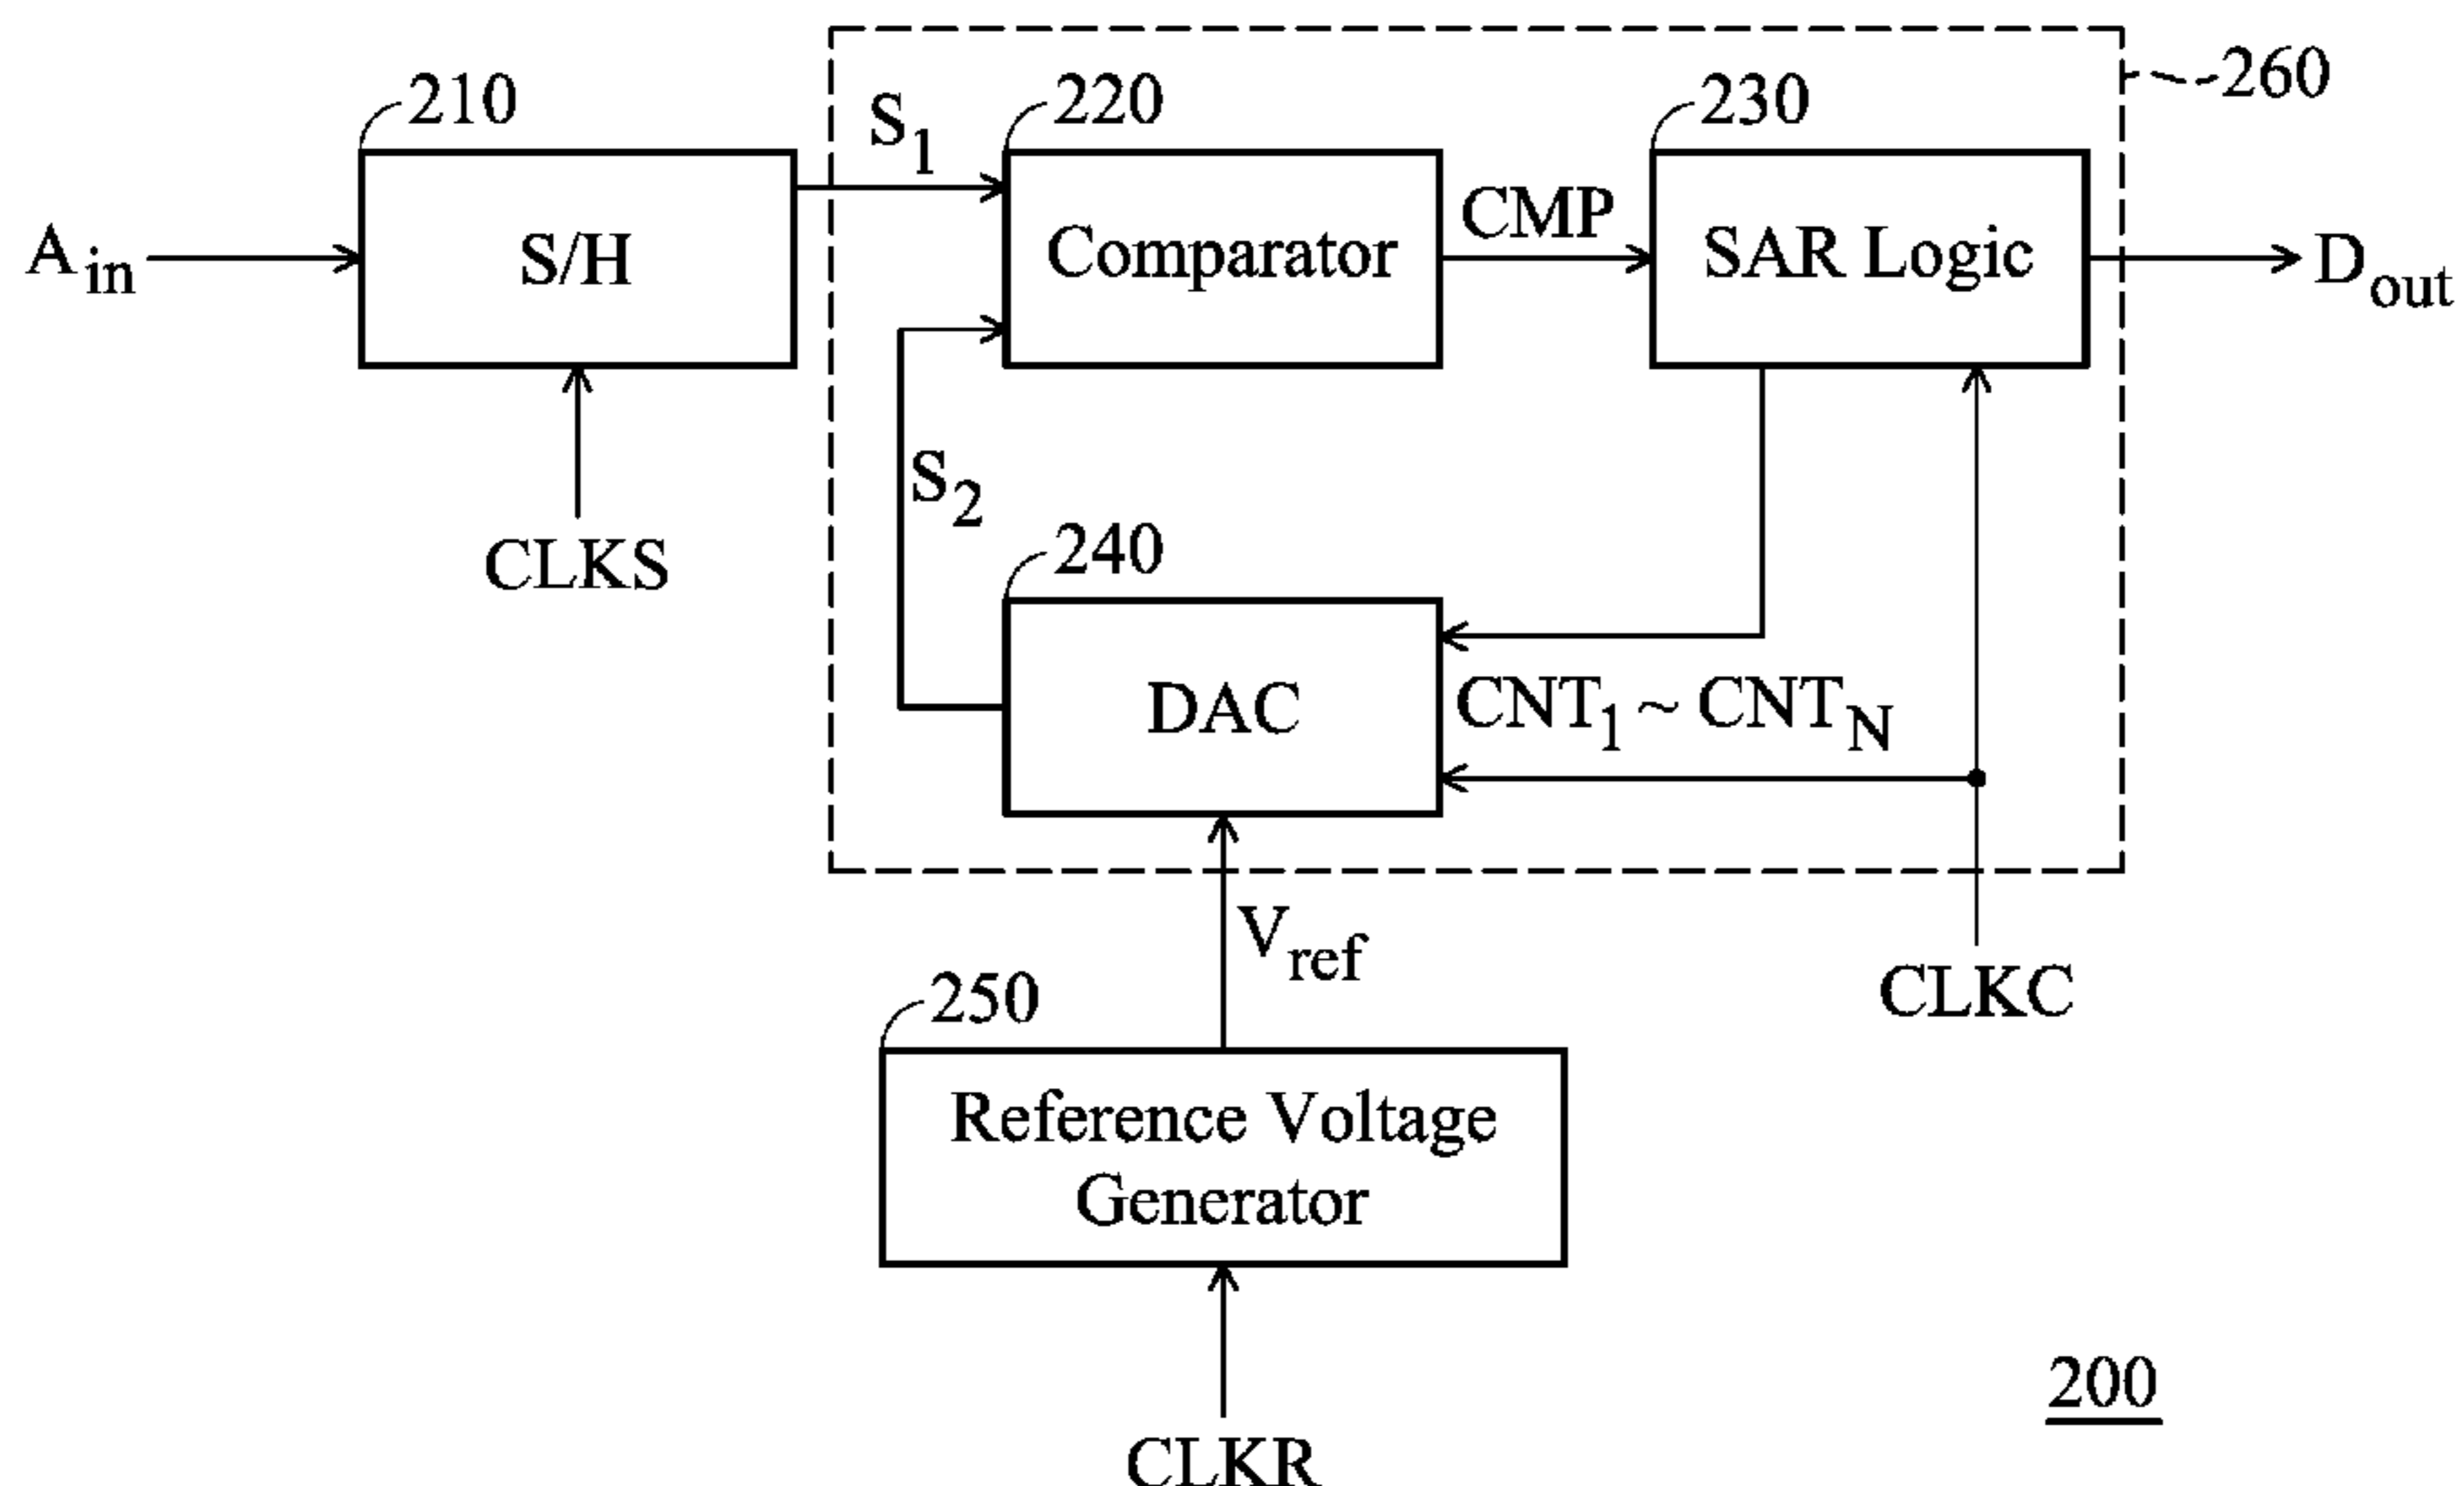 210
S1
220
230
260
Ain
S/H
Comparator
CMP
SAR Logic
Dout
CLKS
S2
240
DAC
CNT1 ~ CNTN
Vref
CLKC
250
Reference Voltage
Generator
CLKR
200